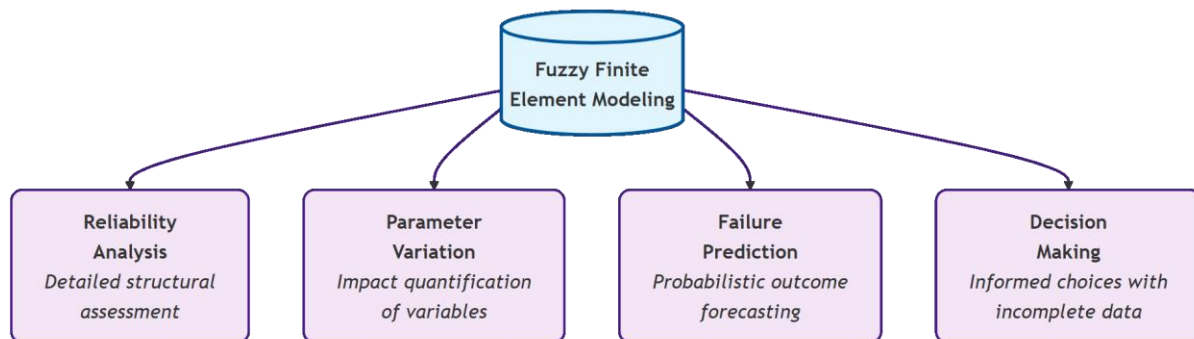 Fuzzy Finite
Element Modeling
Reliability
Analysis
Detailed structural
assessment
Parameter
Variation
Impact quantification
of variables
Failure
Prediction
Probabilistic outcome
forecasting
Decision
Making
Informed choices with
incomplete data